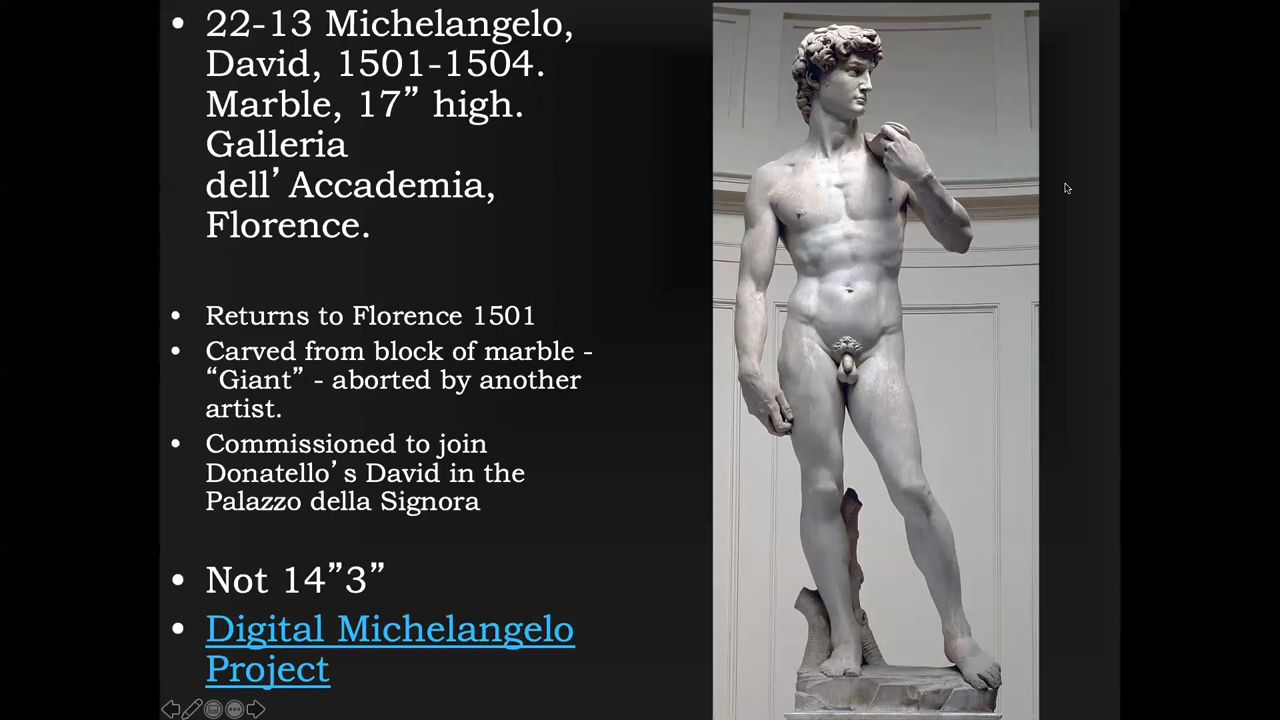 • 22-13 Michelangelo,
David, 1501-1504.
Marble, 17” high.
Galleria
dell’Accademia,
Florence.
• Returns to Florence 1501
• Carved from block of marble -
“Giant” - aborted by another
artist.
• Commissioned to join
Donatello’s David in the
Palazzo della Signora
• Not 14”3”
• Digital Michelangelo
Project